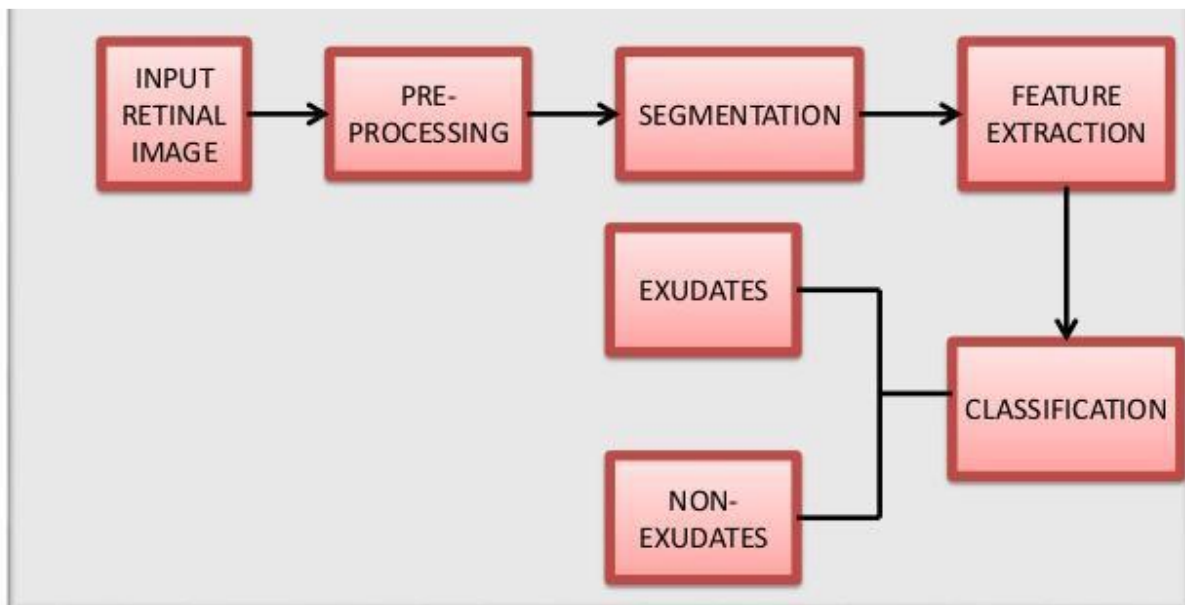 INPUT
RETINAL
IMAGE
PRE-
PROCESSING
SEGMENTATION
FEATURE
EXTRACTION
EXUDATES
CLASSIFICATION
NON-
EXUDATES